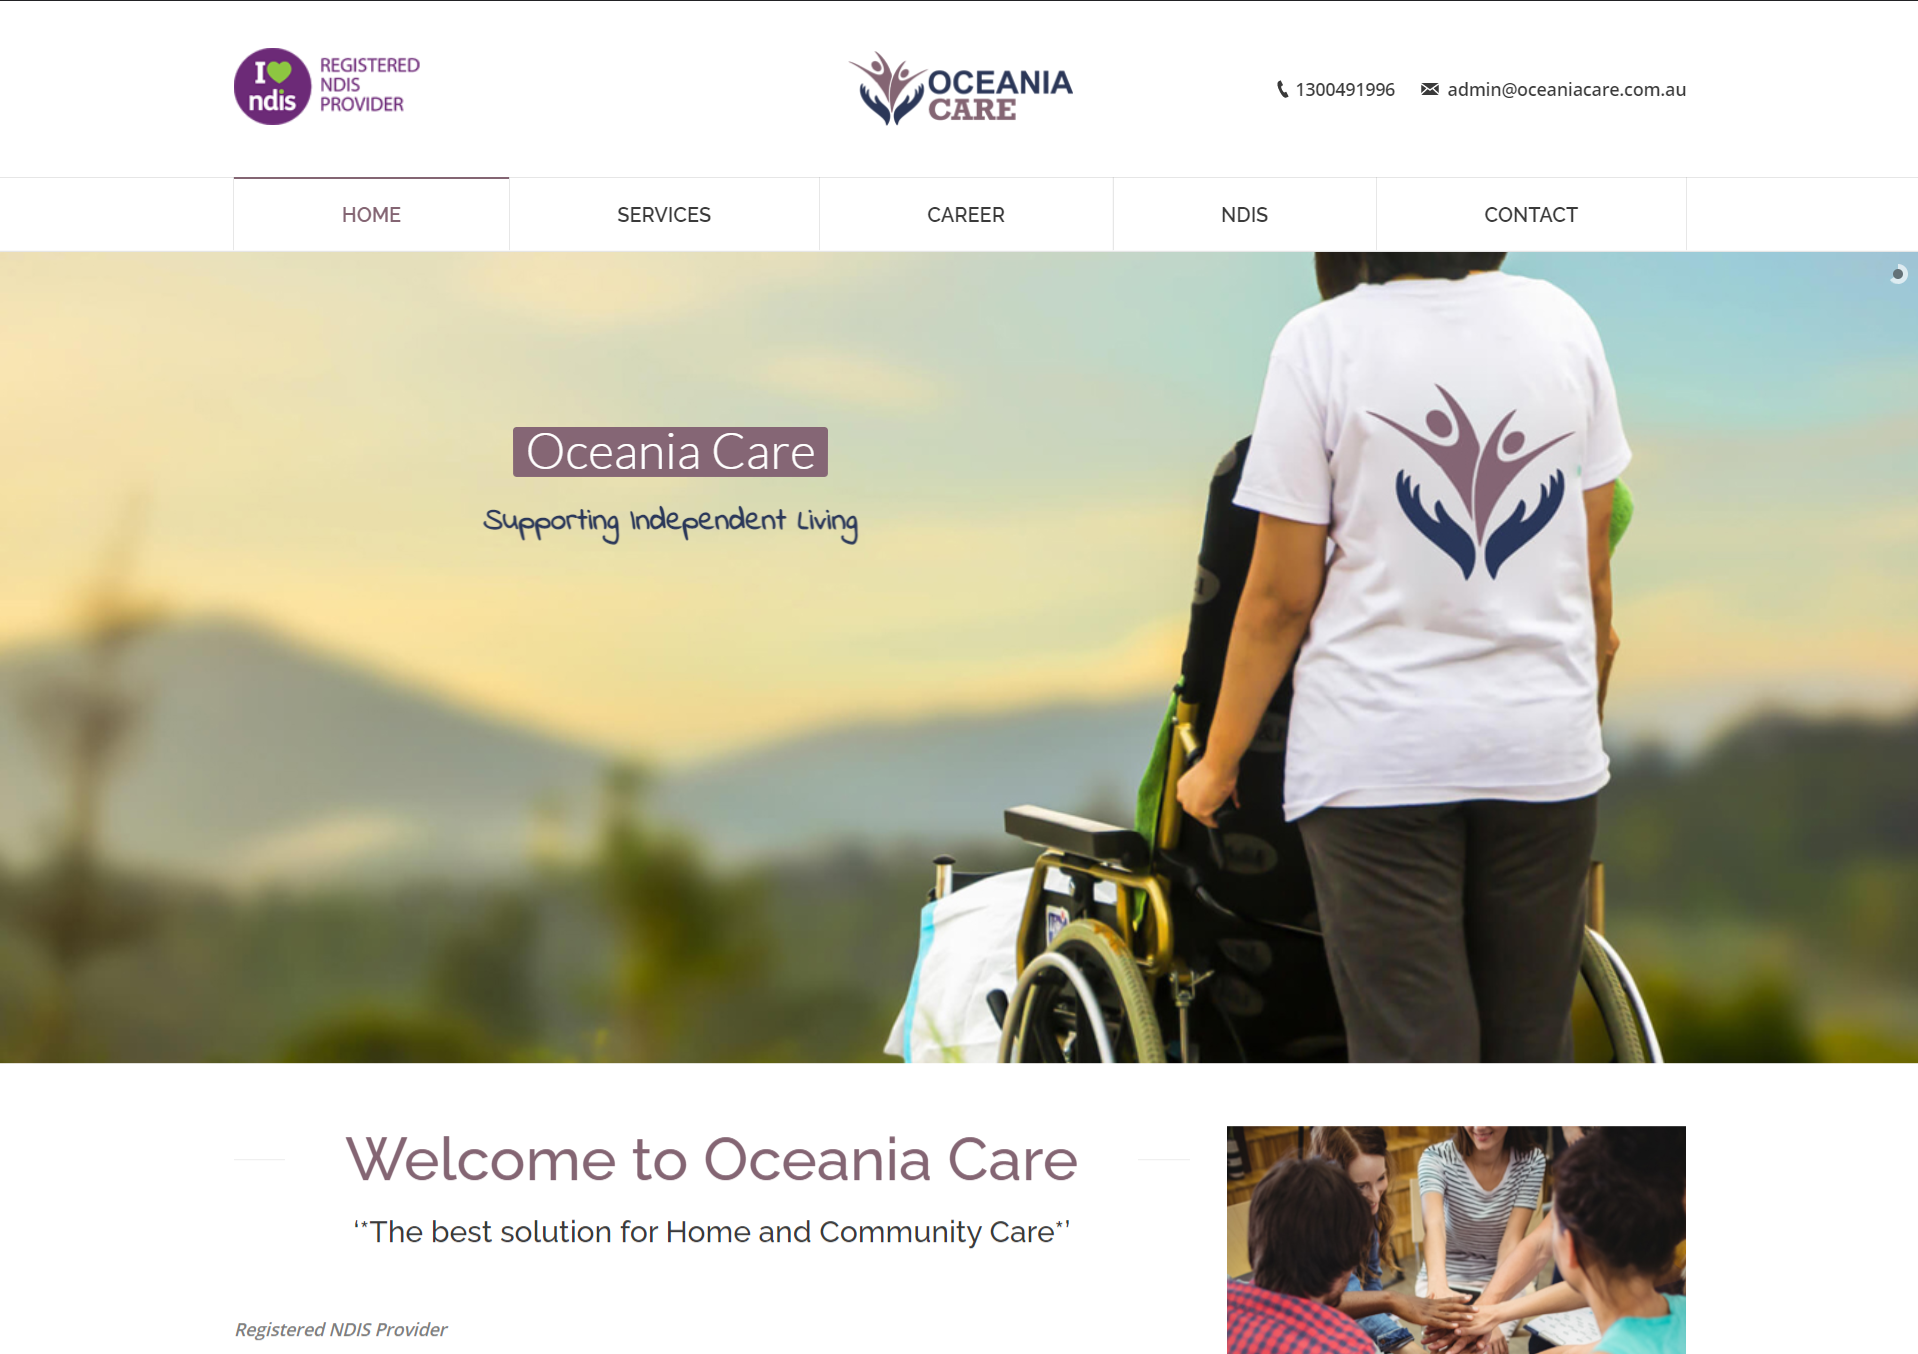 I
ndis
REGISTERED
NDIS
PROVIDER
OCEANIA
CARE
1300491996
admin@oceaniacare.com.au
HOME
SERVICES
CAREER
NDIS
CONTACT
Oceania Care
Supporting Independent Living
Welcome to Oceania Care
‘*The best solution for Home and Community Care*’
Registered NDIS Provider